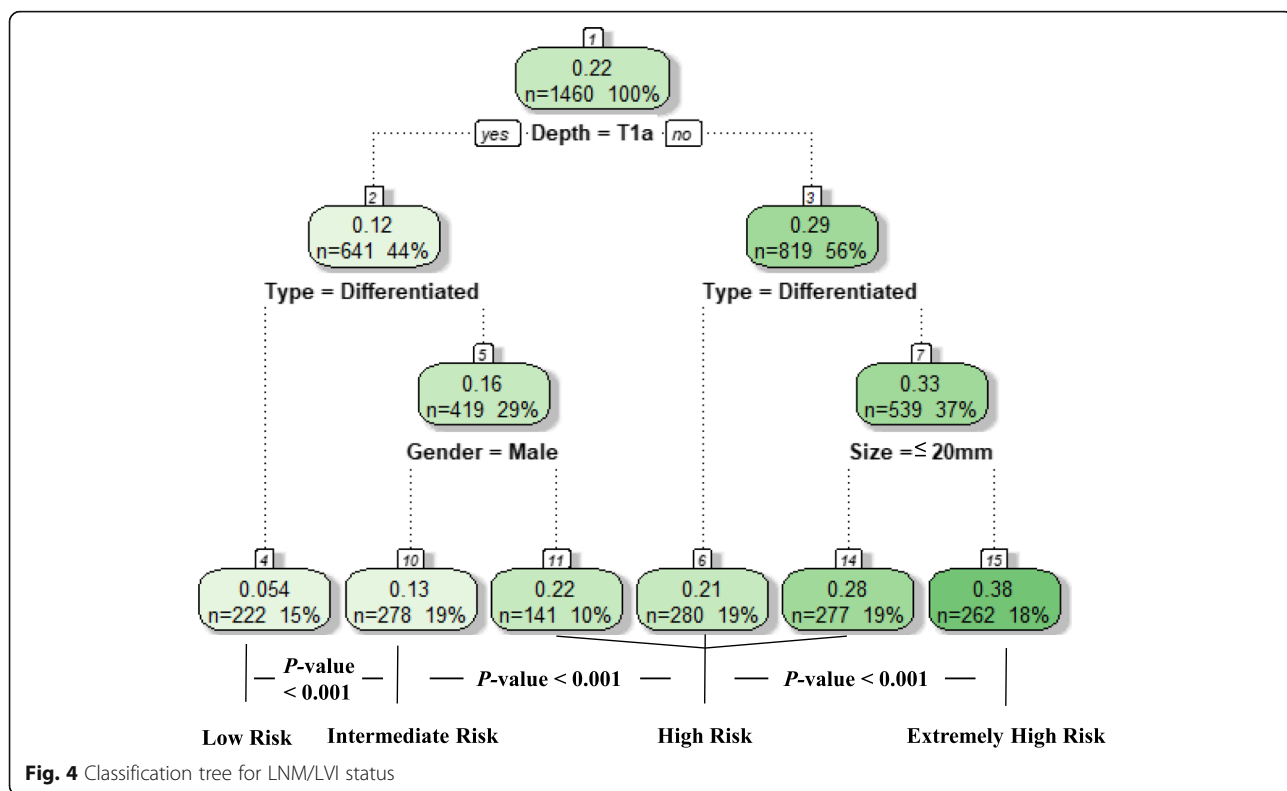 1
0.22
n=1460 100%
yes Depth = T1a no
2
0.12
n=641 44%
3
0.29
n=819 56%
Type = Differentiated
Type = Differentiated
5
0.16
n=419 29%
7
0.33
n=539 37%
Gender = Male
Size =≤ 20mm
4
0.054
n=222 15%
10
0.13
n=278 19%
11
0.22
n=141 10%
6
0.21
n=280 19%
14
0.28
n=277 19%
15
0.38
n=262 18%
P-value
< 0.001
P-value < 0.001
P-value < 0.001
Low Risk
Intermediate Risk
High Risk
Extremely High Risk
Fig. 4 Classification tree for LNM/LVI status